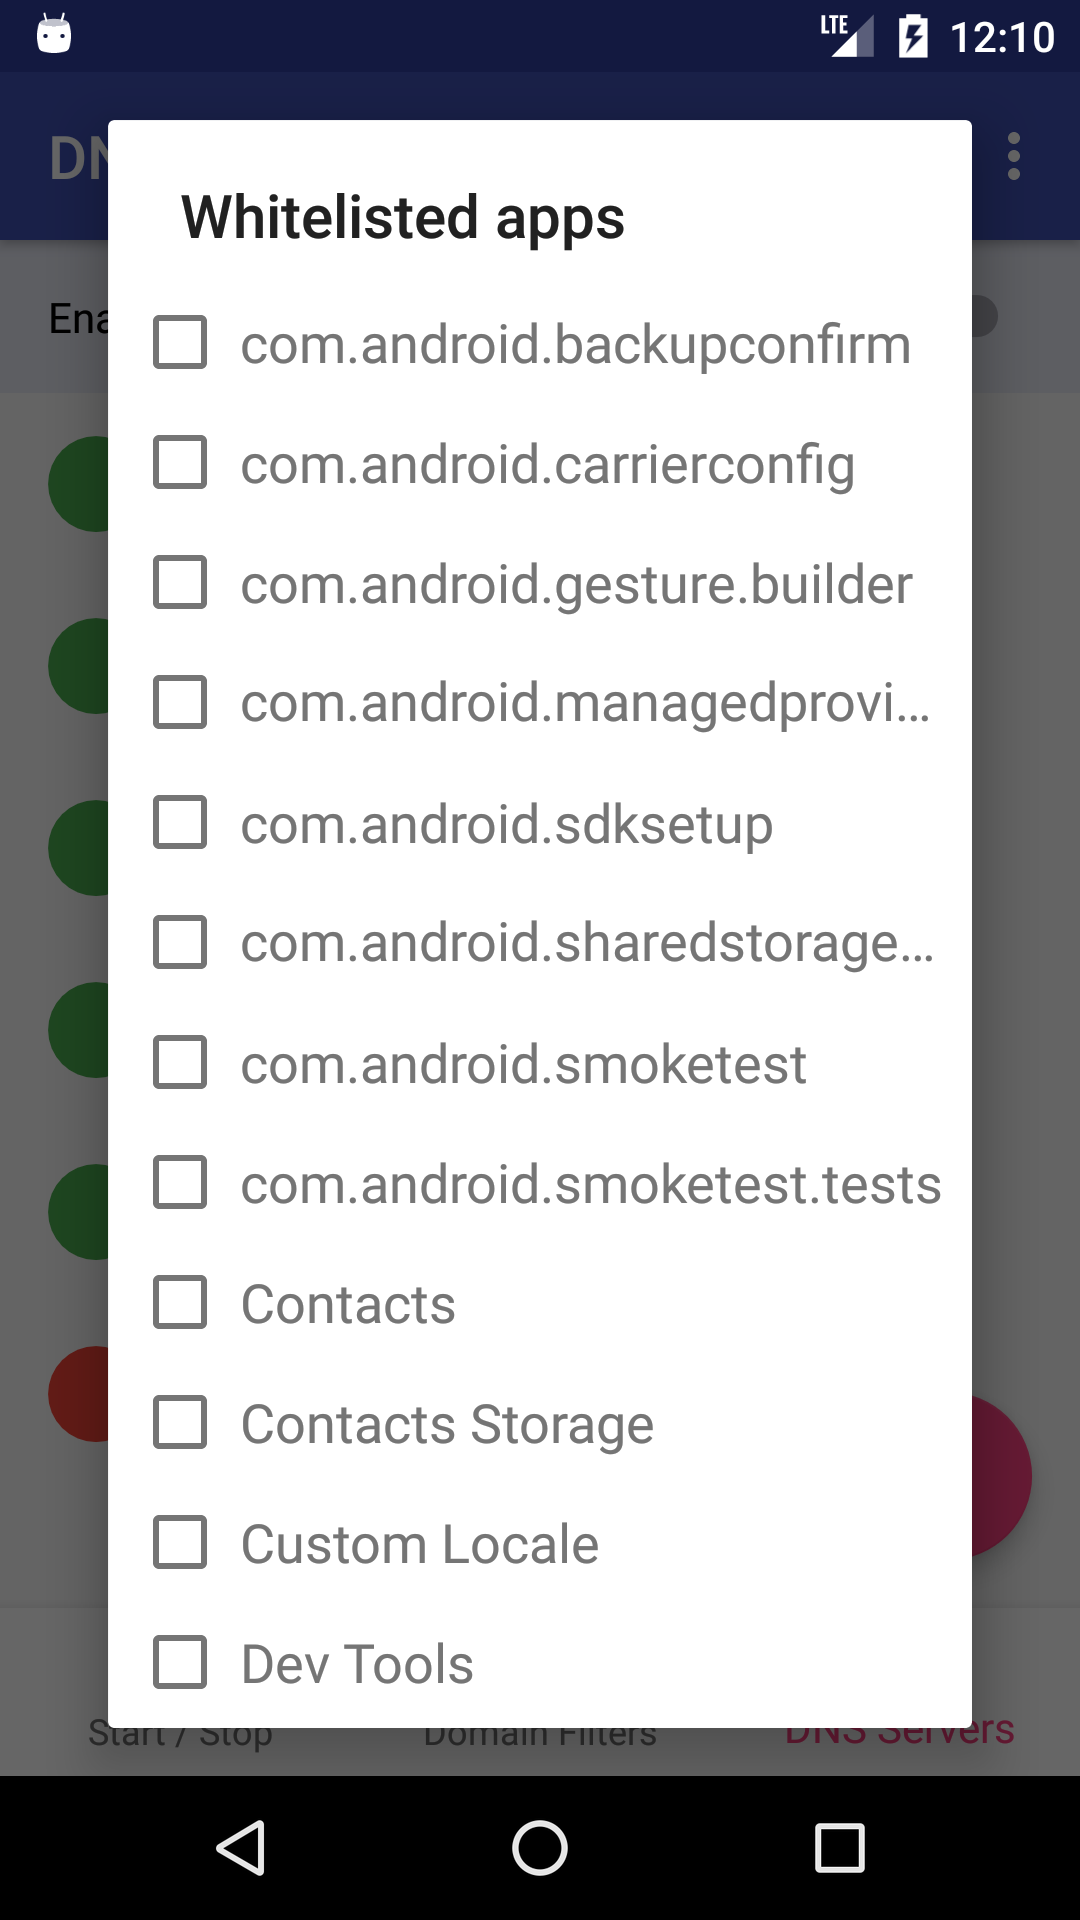 LTE 12:10
DN
Whitelisted apps
Ena
com.android.backupconfirm
com.android.carrierconfig
com.android.gesture.builder
com.android.managedprovi…
com.android.sdksetup
com.android.sharedstorage…
com.android.smoketest
com.android.smoketest.tests
Contacts
Contacts Storage
Custom Locale
Dev Tools
Start / Stop Domain Filters DNS Servers